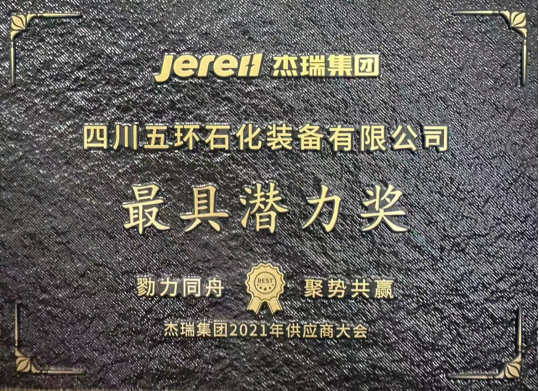 Jereh 杰瑞集团
四川五环石化装备有限公司
最具潜力奖
勠力同舟 BEST 聚势共赢
杰瑞集团2021年供应商大会